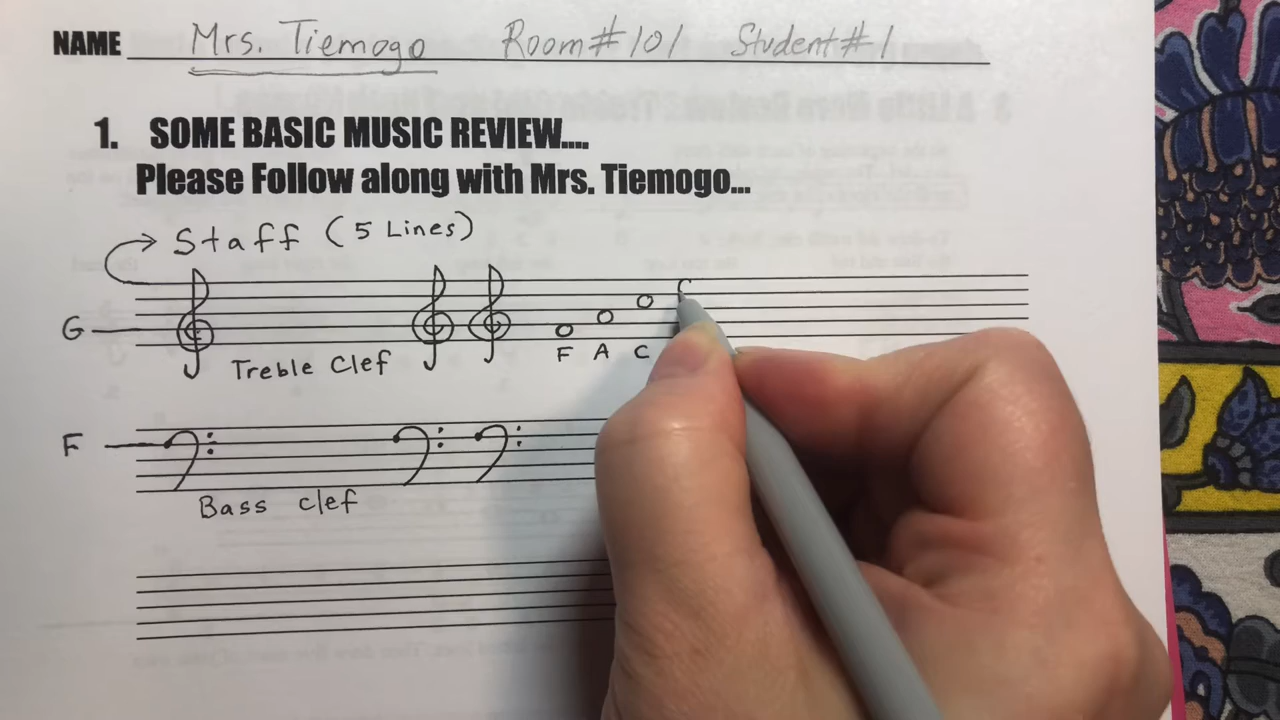 NAME Mrs. Tiemogo Room# 101 Student# 1
1. SOME BASIC MUSIC REVIEW....
Please Follow along with Mrs. Tiemogo...
Staff (5 Lines)
G
Treble Clef
F A C
F
Bass clef